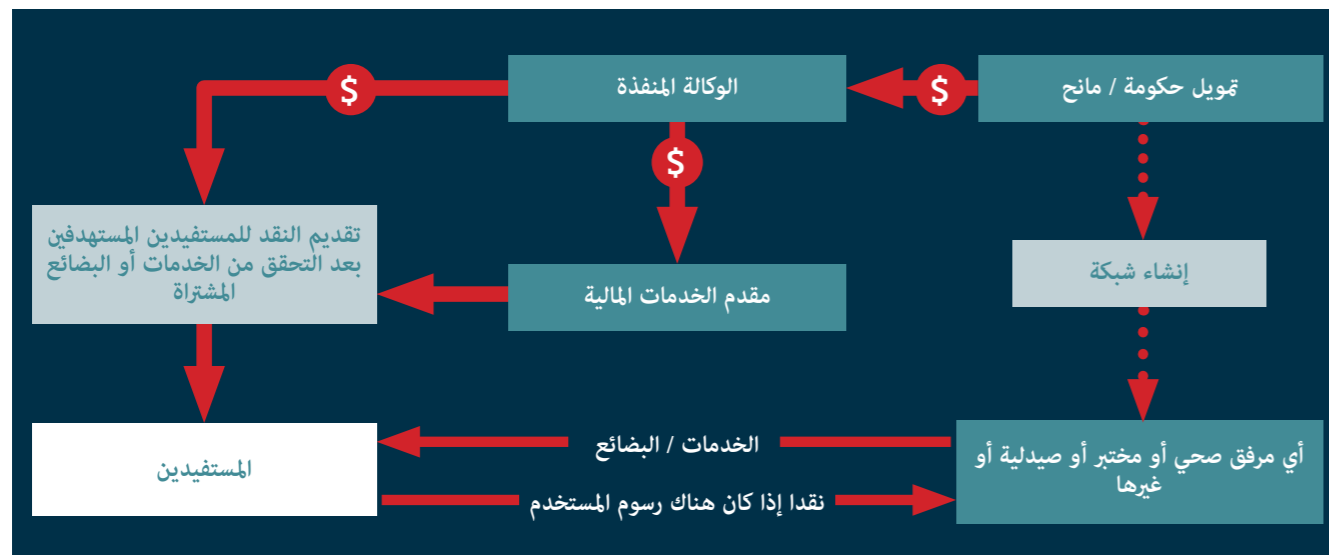 تمويل حكومة / مانح
$
الوكالة المنفذة
$
$
تقديم النقد للمستفيدين المستهدفين
بعد التحقق من الخدمات أو البضائع
المشتراة
مقدم الخدمات المالية
إنشاء شبكة
أي مرفق صحي أو مختبر أو صيدلية أو
غيرها
الخدمات / البضائع
المستفيدين
نقدا إذا كان هناك رسوم المستخدم